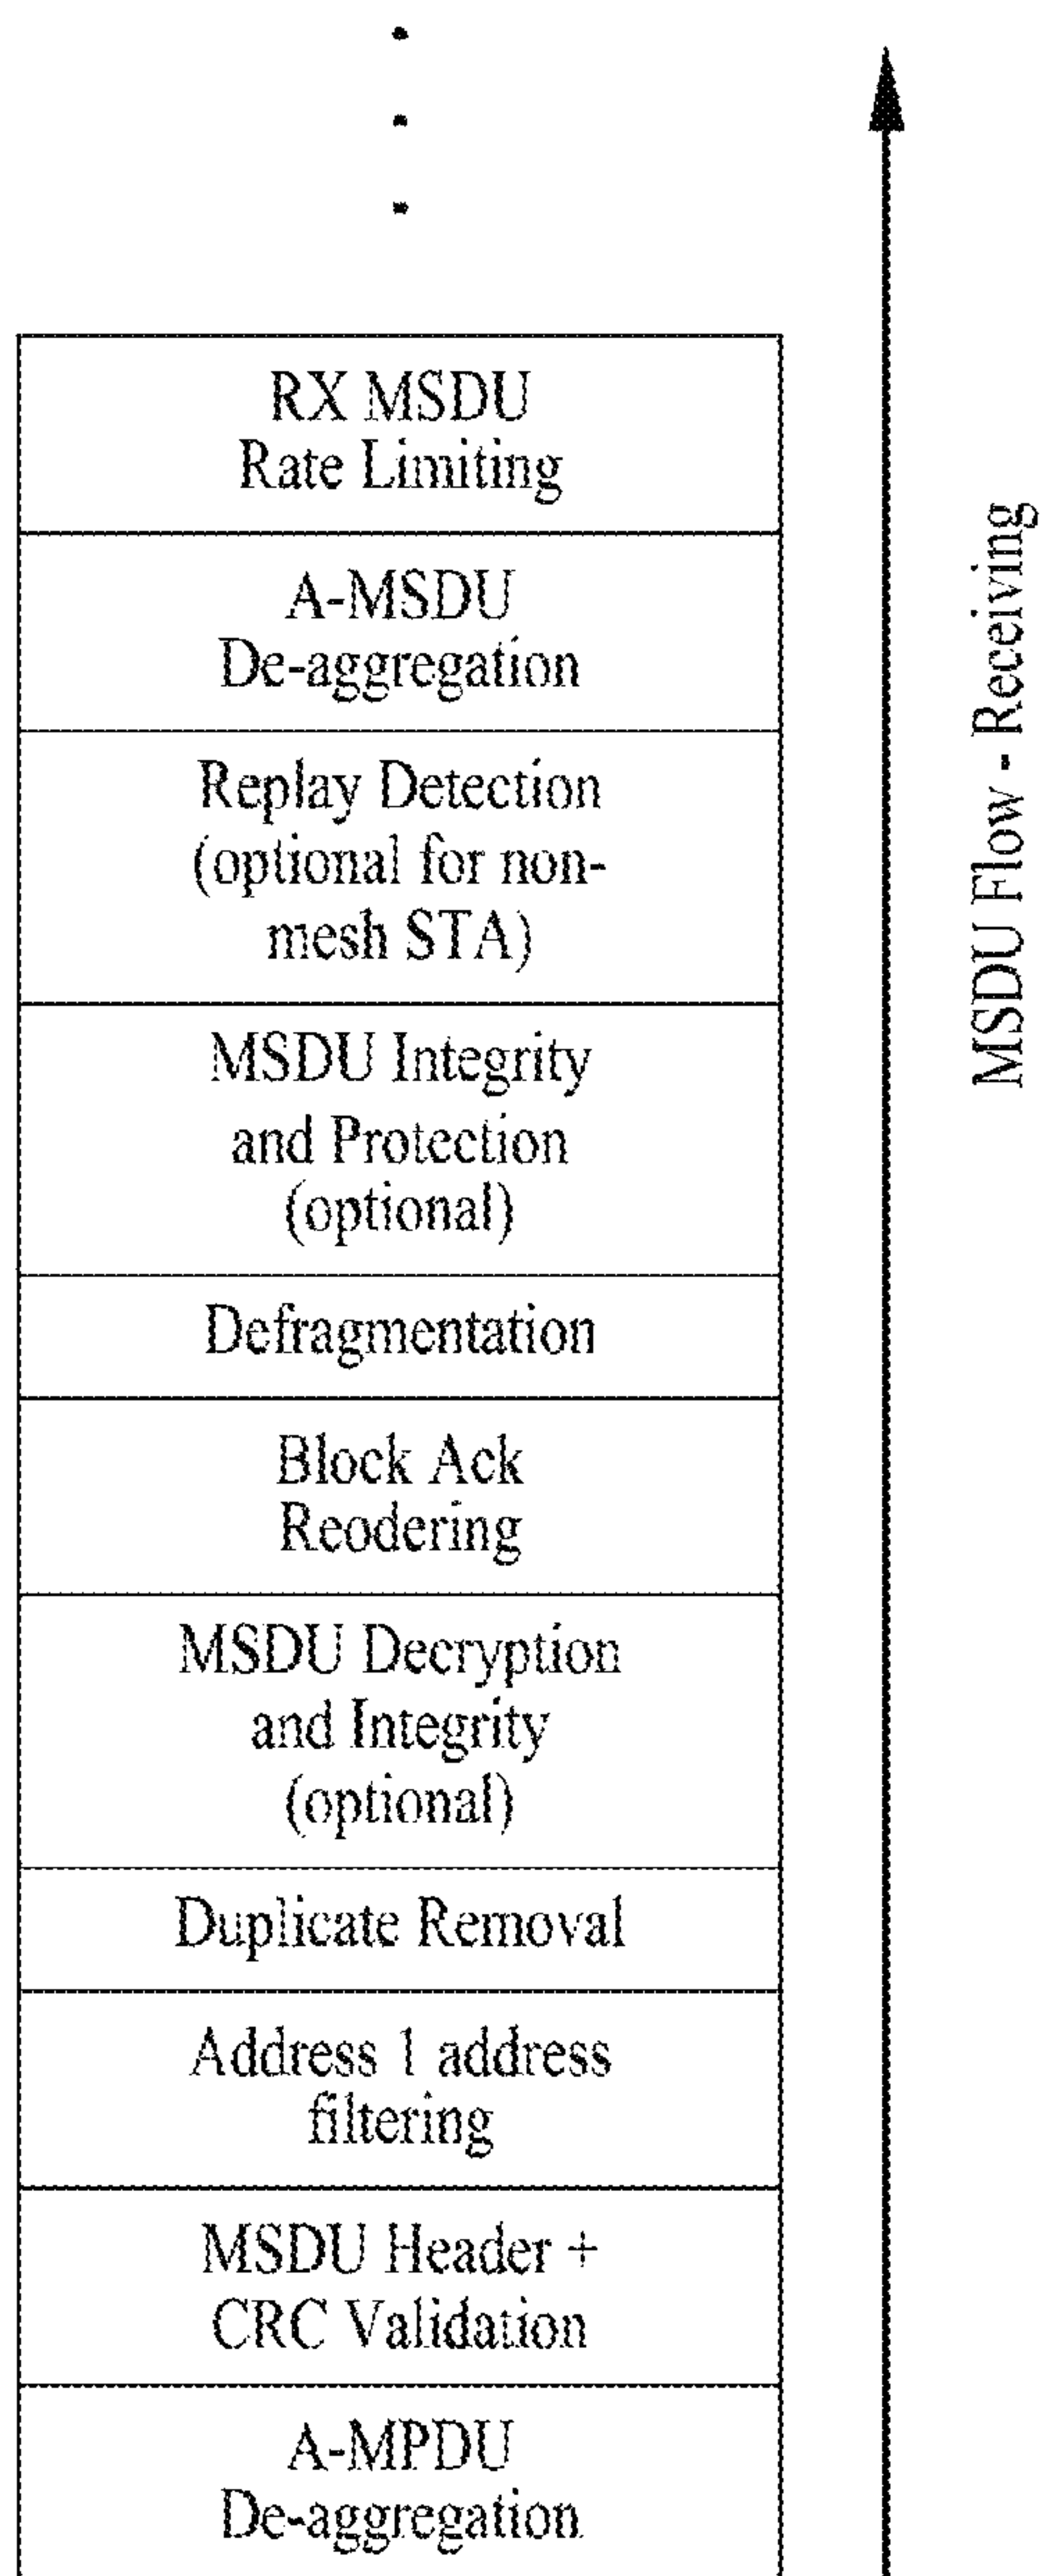 RX MSDU
Rate Limiting
A-MSDU
De-aggregation
Replay Detection
(optional for non-
mesh STA)
MSDU Integrity
and Protection
(optional)
Defragmentation
Block Ack
Reodering
MSDU Decryption
and Integrity
(optional)
Duplicate Removal
Address 1 address
filtering
MSDU Header +
CRC Validation
A-MPDU
De-aggregation
MSDU Flow - Receiving